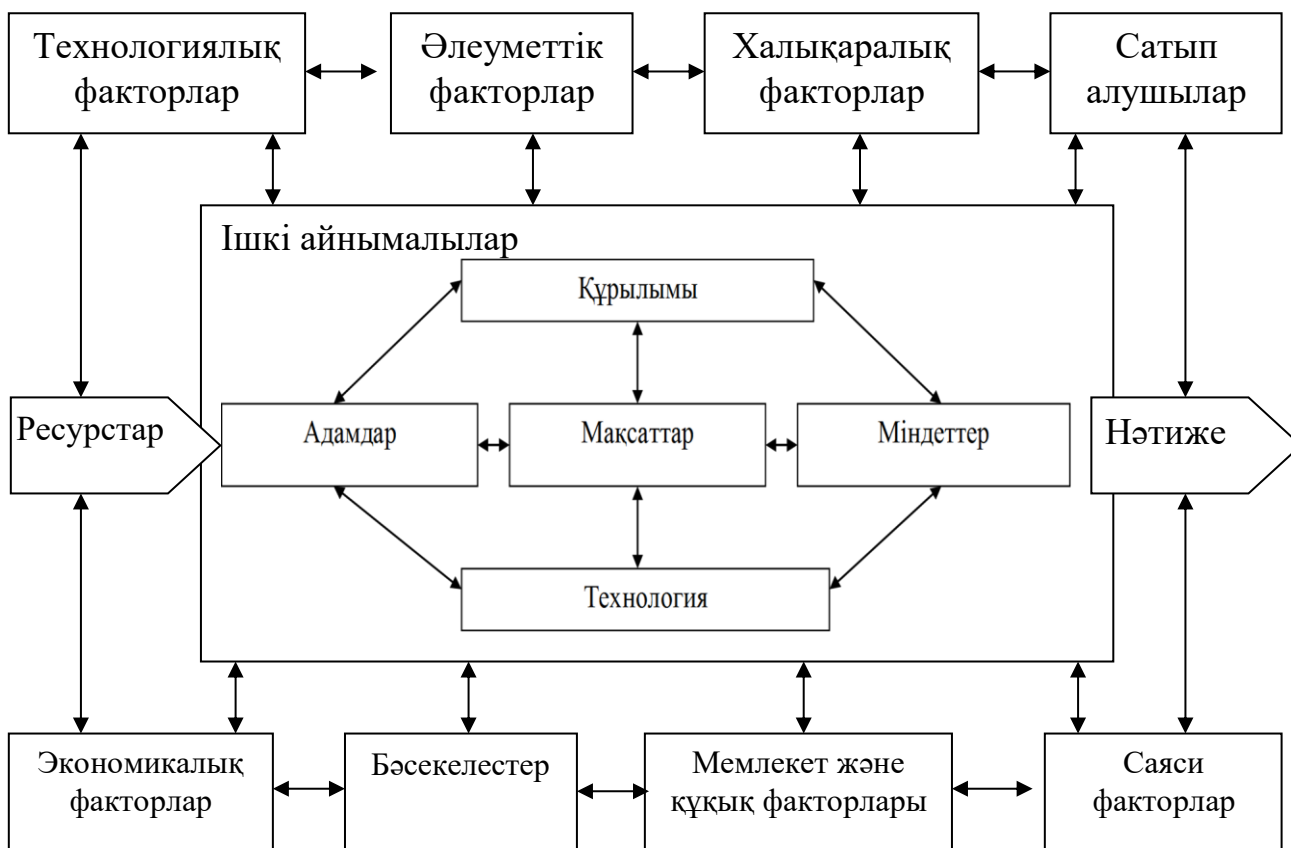 Технологиялық
факторлар
Әлеуметтік
факторлар
Халықаралық
факторлар
Сатып
алушылар
Ішкі айнымалылар
Құрылымы
Ресурстар
Адамдар
Мақсаттар
Міндеттер
Нәтиже
Технология
Экономикалық
факторлар
Бәсекелестер
Мемлекет және
құқық факторлары
Саяси
факторлар